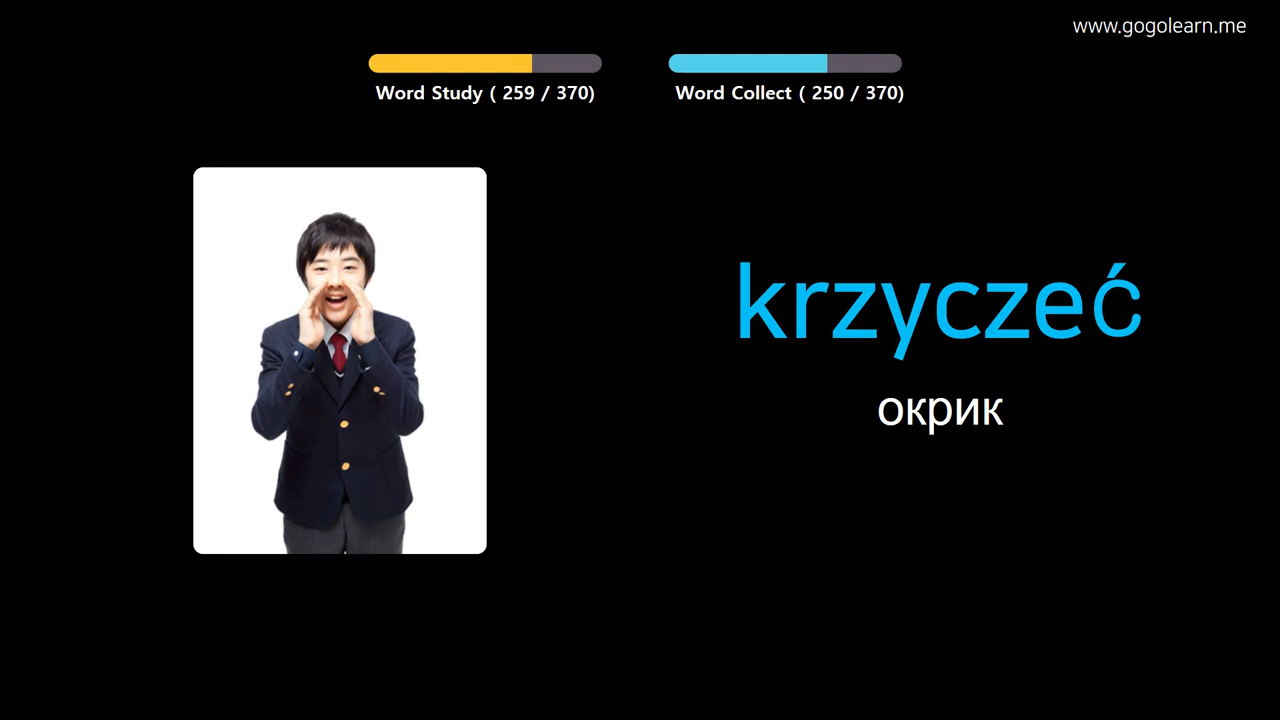 www.gogolearn.me
Word Study ( 259 / 370)
Word Collect ( 250 / 370)
krzyczeć
окрик